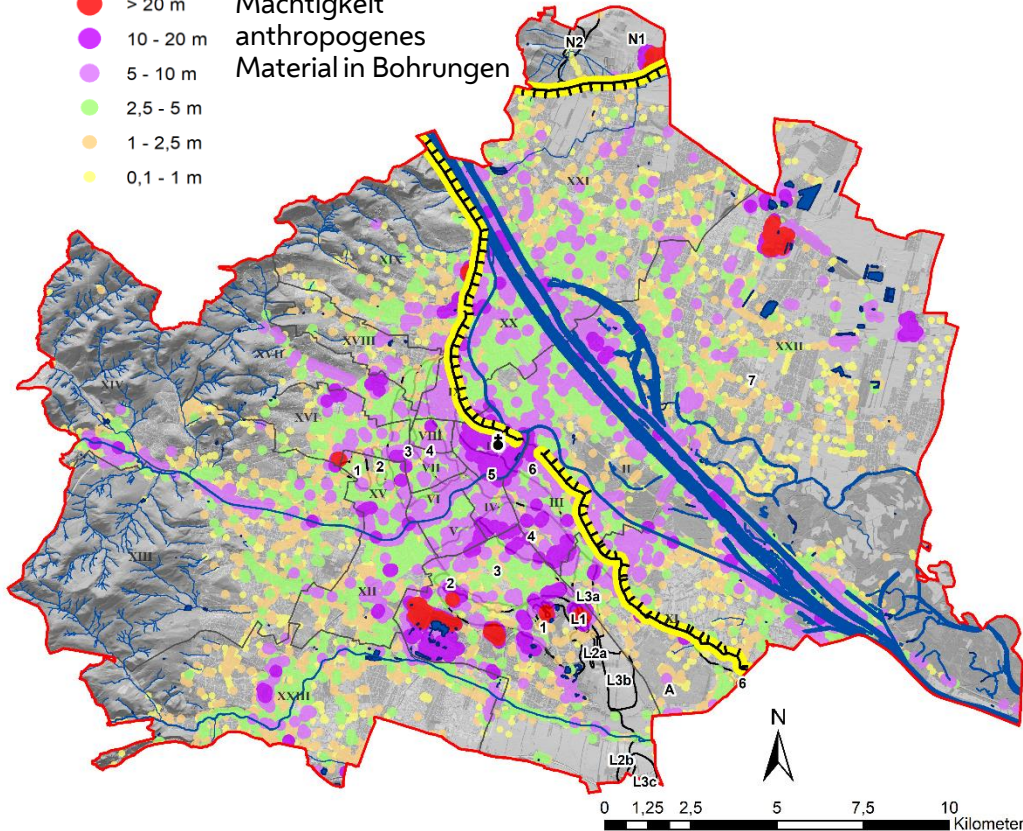 > 20 m
10 - 20 m
5 - 10 m
2,5 - 5 m
1 - 2,5 m
0,1 - 1 m
Mächtigkeit
anthropogenes
Material in Bohrungen
N2
N1
XXI
XIX
XX
XVIII
XVII
XXII
XIV
XVI
7
VIII
3
4
I
1
2
VII
6
II
XV
5
VI
IV
III
V
4
XIII
3
XII
2
L3a
1
L1
XI
L2a
L3b
A
6
XXIII
N
L2b
L3c
0
1,25
2,5
5
7,5
10
Kilometer